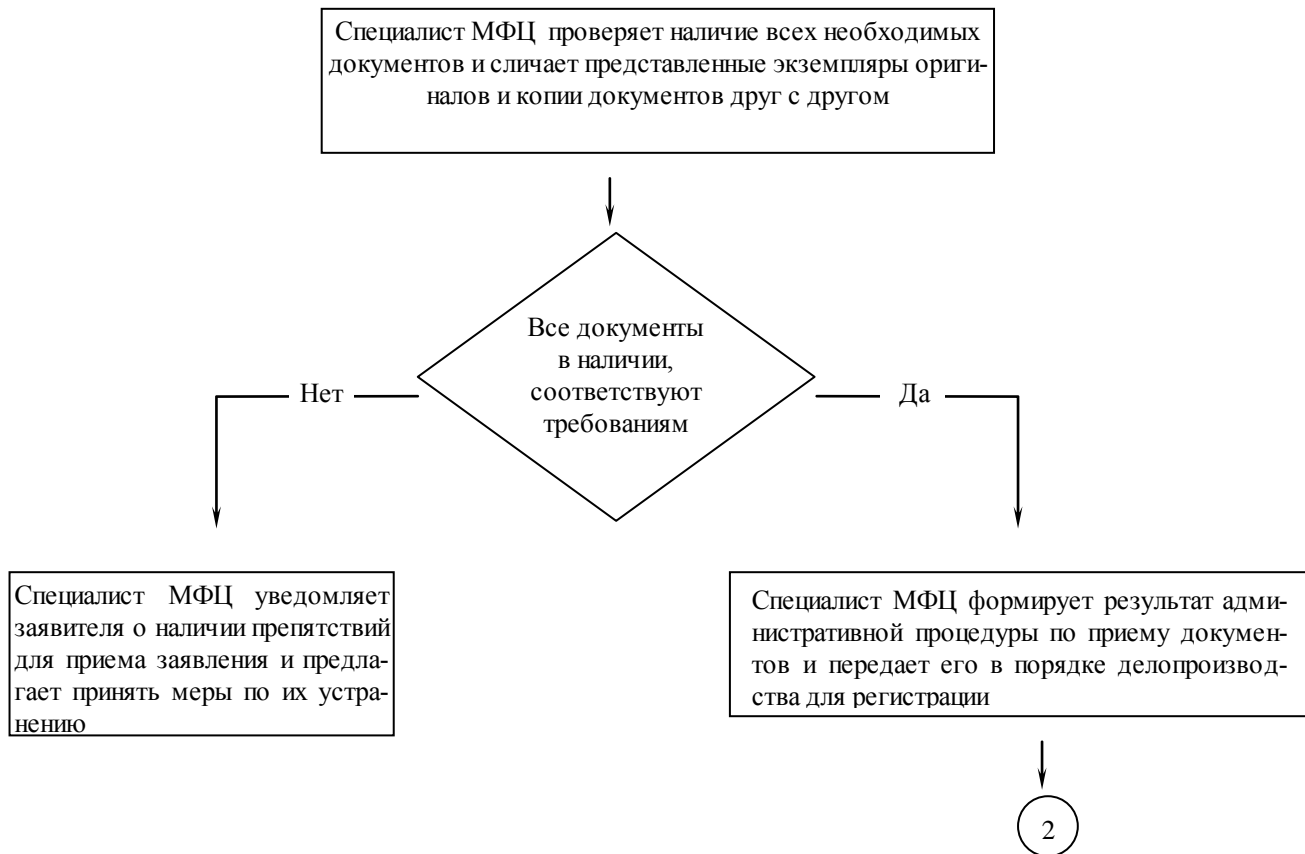 Специалист МФЦ проверяет наличие всех необходимых
документов и сличает представленные экземпляры ориги-
налов и копии документов друг с другом
Все документы
в наличии,
соответствуют
требованиям
Нет
Да
Специалист МФЦ уведомляет
заявителя о наличии препятствий
для приема заявления и предла-
гает принять меры по их устра-
нению
Специалист МФЦ формирует результат адми-
нистративной процедуры по приему докумен-
тов и передает его в порядке делопроизвод-
ства для регистрации
2